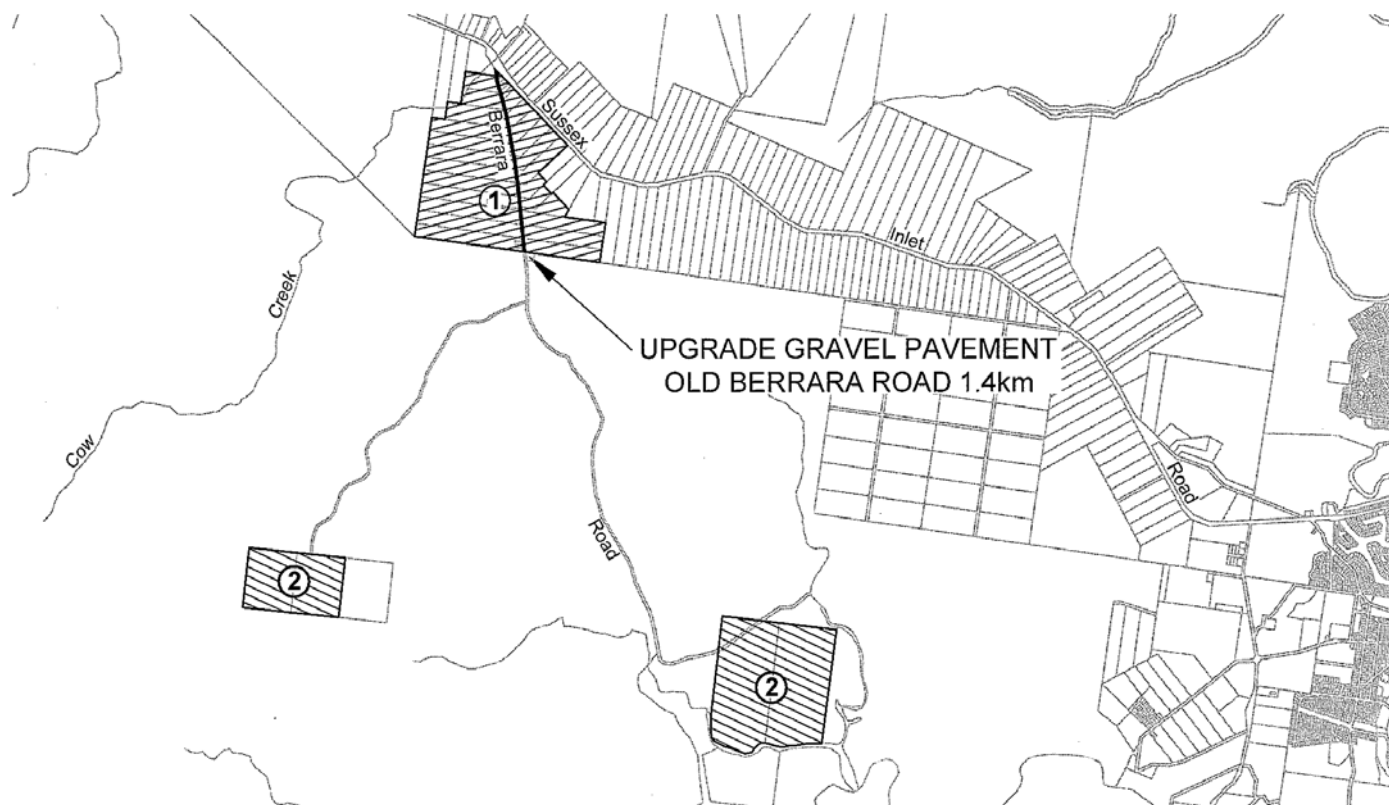 Sussex
Berrara
1
Inlet
Creek
UPGRADE GRAVEL PAVEMENT
OLD BERRARA ROAD 1.4km
Cow
Road
Road
2
2